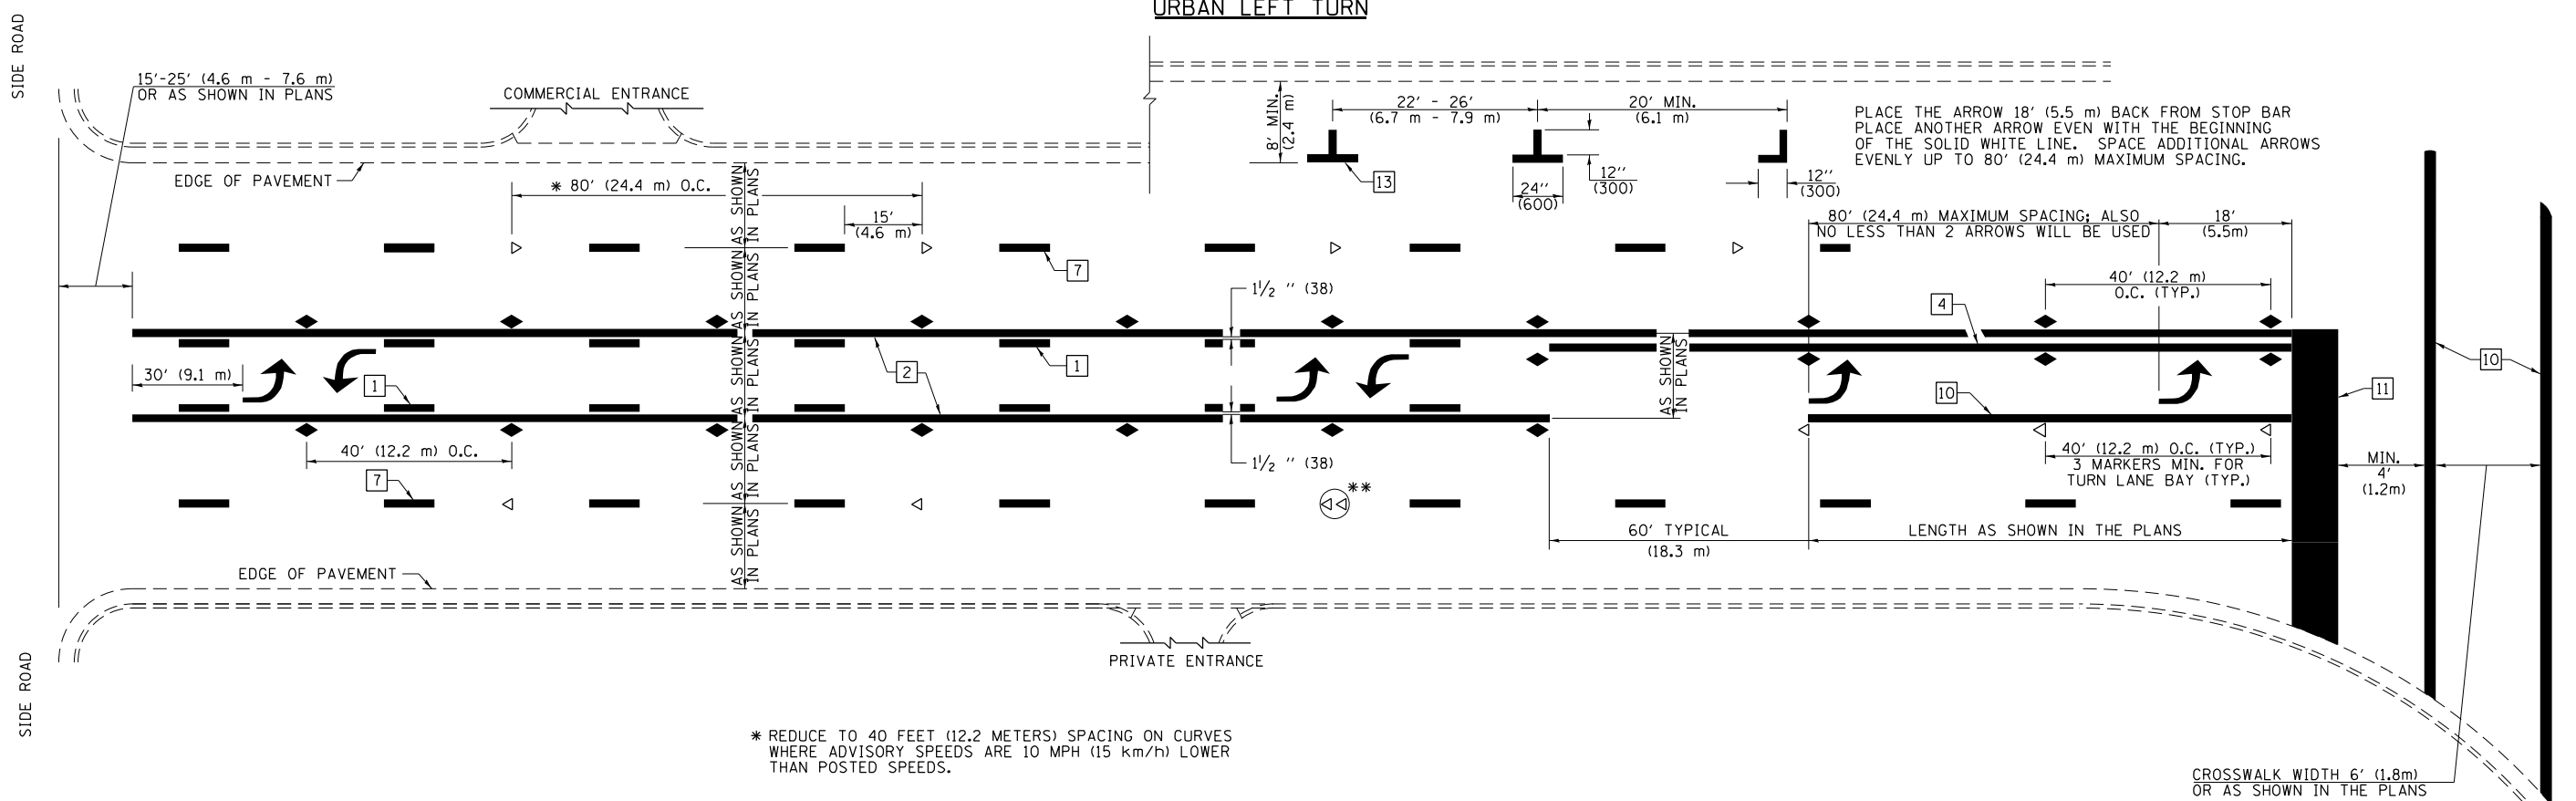 URBAN LEFT TURN
SIDE ROAD
15'-25' (4.6 m - 7.6 m)
OR AS SHOWN IN PLANS
COMMERCIAL ENTRANCE
EDGE OF PAVEMENT
8' MIN.
(2.4 m)
22' - 26'
(6.7 m - 7.9 m)
20' MIN.
(6.1 m)
PLACE THE ARROW 18' (5.5 m) BACK FROM STOP BAR
PLACE ANOTHER ARROW EVEN WITH THE BEGINNING
OF THE SOLID WHITE LINE. SPACE ADDITIONAL ARROWS
EVENLY UP TO 80' (24.4 m) MAXIMUM SPACING.
13
24''
(600)
12''
(300)
12''
(300)
* 80' (24.4 m) O.C.
15'
(4.6 m)
7
80' (24.4 m) MAXIMUM SPACING; ALSO
NO LESS THAN 2 ARROWS WILL BE USED
18'
(5.5m)
40' (12.2 m)
O.C. (TYP.)
4
1 1/2 '' (38)
AS SHOWN
IN PLANS
AS SHOWN
IN PLANS
AS SHOWN
IN PLANS
AS SHOWN
IN PLANS
AS SHOWN
IN PLANS
AS SHOWN
IN PLANS
30' (9.1 m)
1
2
1
10
11
10
40' (12.2 m) O.C.
7
1 1/2 '' (38)
**
40' (12.2 m) O.C. (TYP.)
3 MARKERS MIN. FOR
TURN LANE BAY (TYP.)
MIN.
4'
(1.2m)
60' TYPICAL
(18.3 m)
LENGTH AS SHOWN IN THE PLANS
EDGE OF PAVEMENT
PRIVATE ENTRANCE
SIDE ROAD
* REDUCE TO 40 FEET (12.2 METERS) SPACING ON CURVES
WHERE ADVISORY SPEEDS ARE 10 MPH (15 km/h) LOWER
THAN POSTED SPEEDS.
CROSSWALK WIDTH 6' (1.8m)
OR AS SHOWN IN THE PLANS